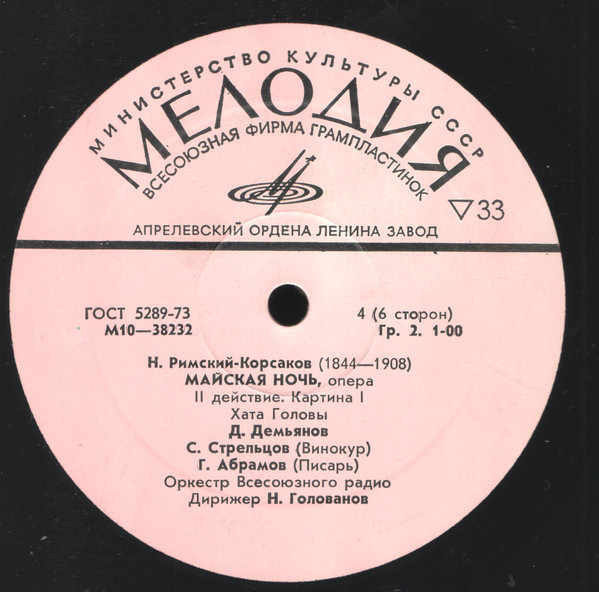 МИНИСТЕРСТВО КУЛЬТУРЫ СССР
МЕЛОДИЯ
ВСЕСОЮЗНАЯ ФИРМА ГРАМПЛАСТИНОК
▽33
АПРЕЛЕВСКИЙ ОРДЕНА ЛЕНИНА ЗАВОД
ГОСТ 5289-73 4 (6 сторон)
М10—38232 Гр. 2. 1-00
Н. Римский-Корсаков (1844—1908)
МАЙСКАЯ НОЧЬ, опера
II действие. Картина I
Хата Головы
Д. Демьянов
С. Стрельцов (Винокур)
Г. Абрамов (Писарь)
Оркестр Всесоюзного радио
Дирижер Н. Голованов